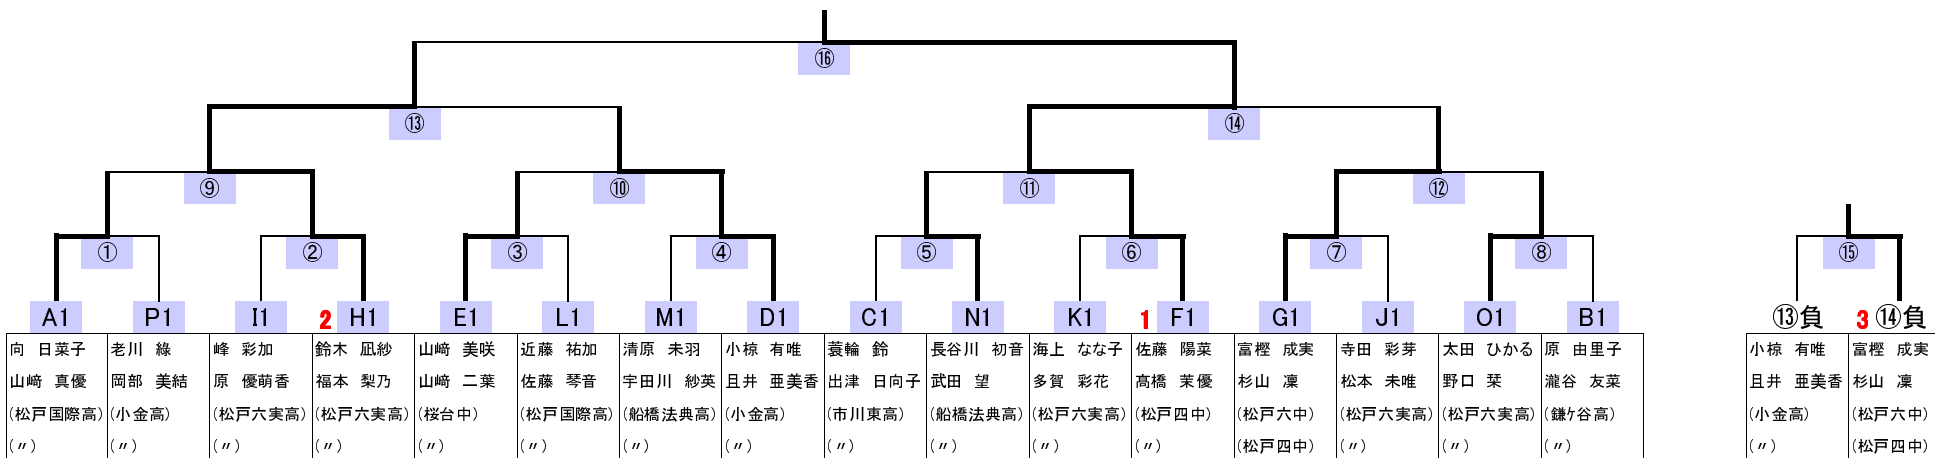 ⑯
⑬ ⑭
⑨ ⑩ ⑪ ⑫
① ② ③ ④ ⑤ ⑥ ⑦ ⑧ ⑮
A1 P1 I1 2 H1 E1 L1 M1 D1 C1 N1 K1 1 F1 G1 J1 O1 B1 ⑬負 3 ⑭負
向 日菜子 老川 綠 峰 彩加 鈴木 凪紗 山﨑 美咲 近藤 祐加 清原 未羽 小椋 有唯 蓑輪 鈴 長谷川 初音 海上 なな子 佐藤 陽菜 富樫 成実 寺田 彩芽 太田 ひかる 原 由里子 小椋 有唯 富樫 成実
山﨑 真優 岡部 美結 原 優萌香 福本 梨乃 山﨑 二葉 佐藤 琴音 宇田川 紗英 且井 亜美香 出津 日向子 武田 望 多賀 彩花 髙橋 茉優 杉山 凜 松本 未唯 野口 栞 瀧谷 友菜 且井 亜美香 杉山 凜
(松戸国際高) (小金高) (松戸六実高) (松戸六実高) (桜台中) (松戸国際高) (船橋法典高) (小金高) (市川東高) (船橋法典高) (松戸六実高) (松戸四中) (松戸六中) (松戸六実高) (松戸六実高) (鎌ケ谷高) (小金高) (松戸六中)
(〃) (〃) (〃) (〃) (〃) (〃) (〃) (〃) (〃) (〃) (〃) (〃) (松戸四中) (〃) (〃) (〃) (〃) (松戸四中)